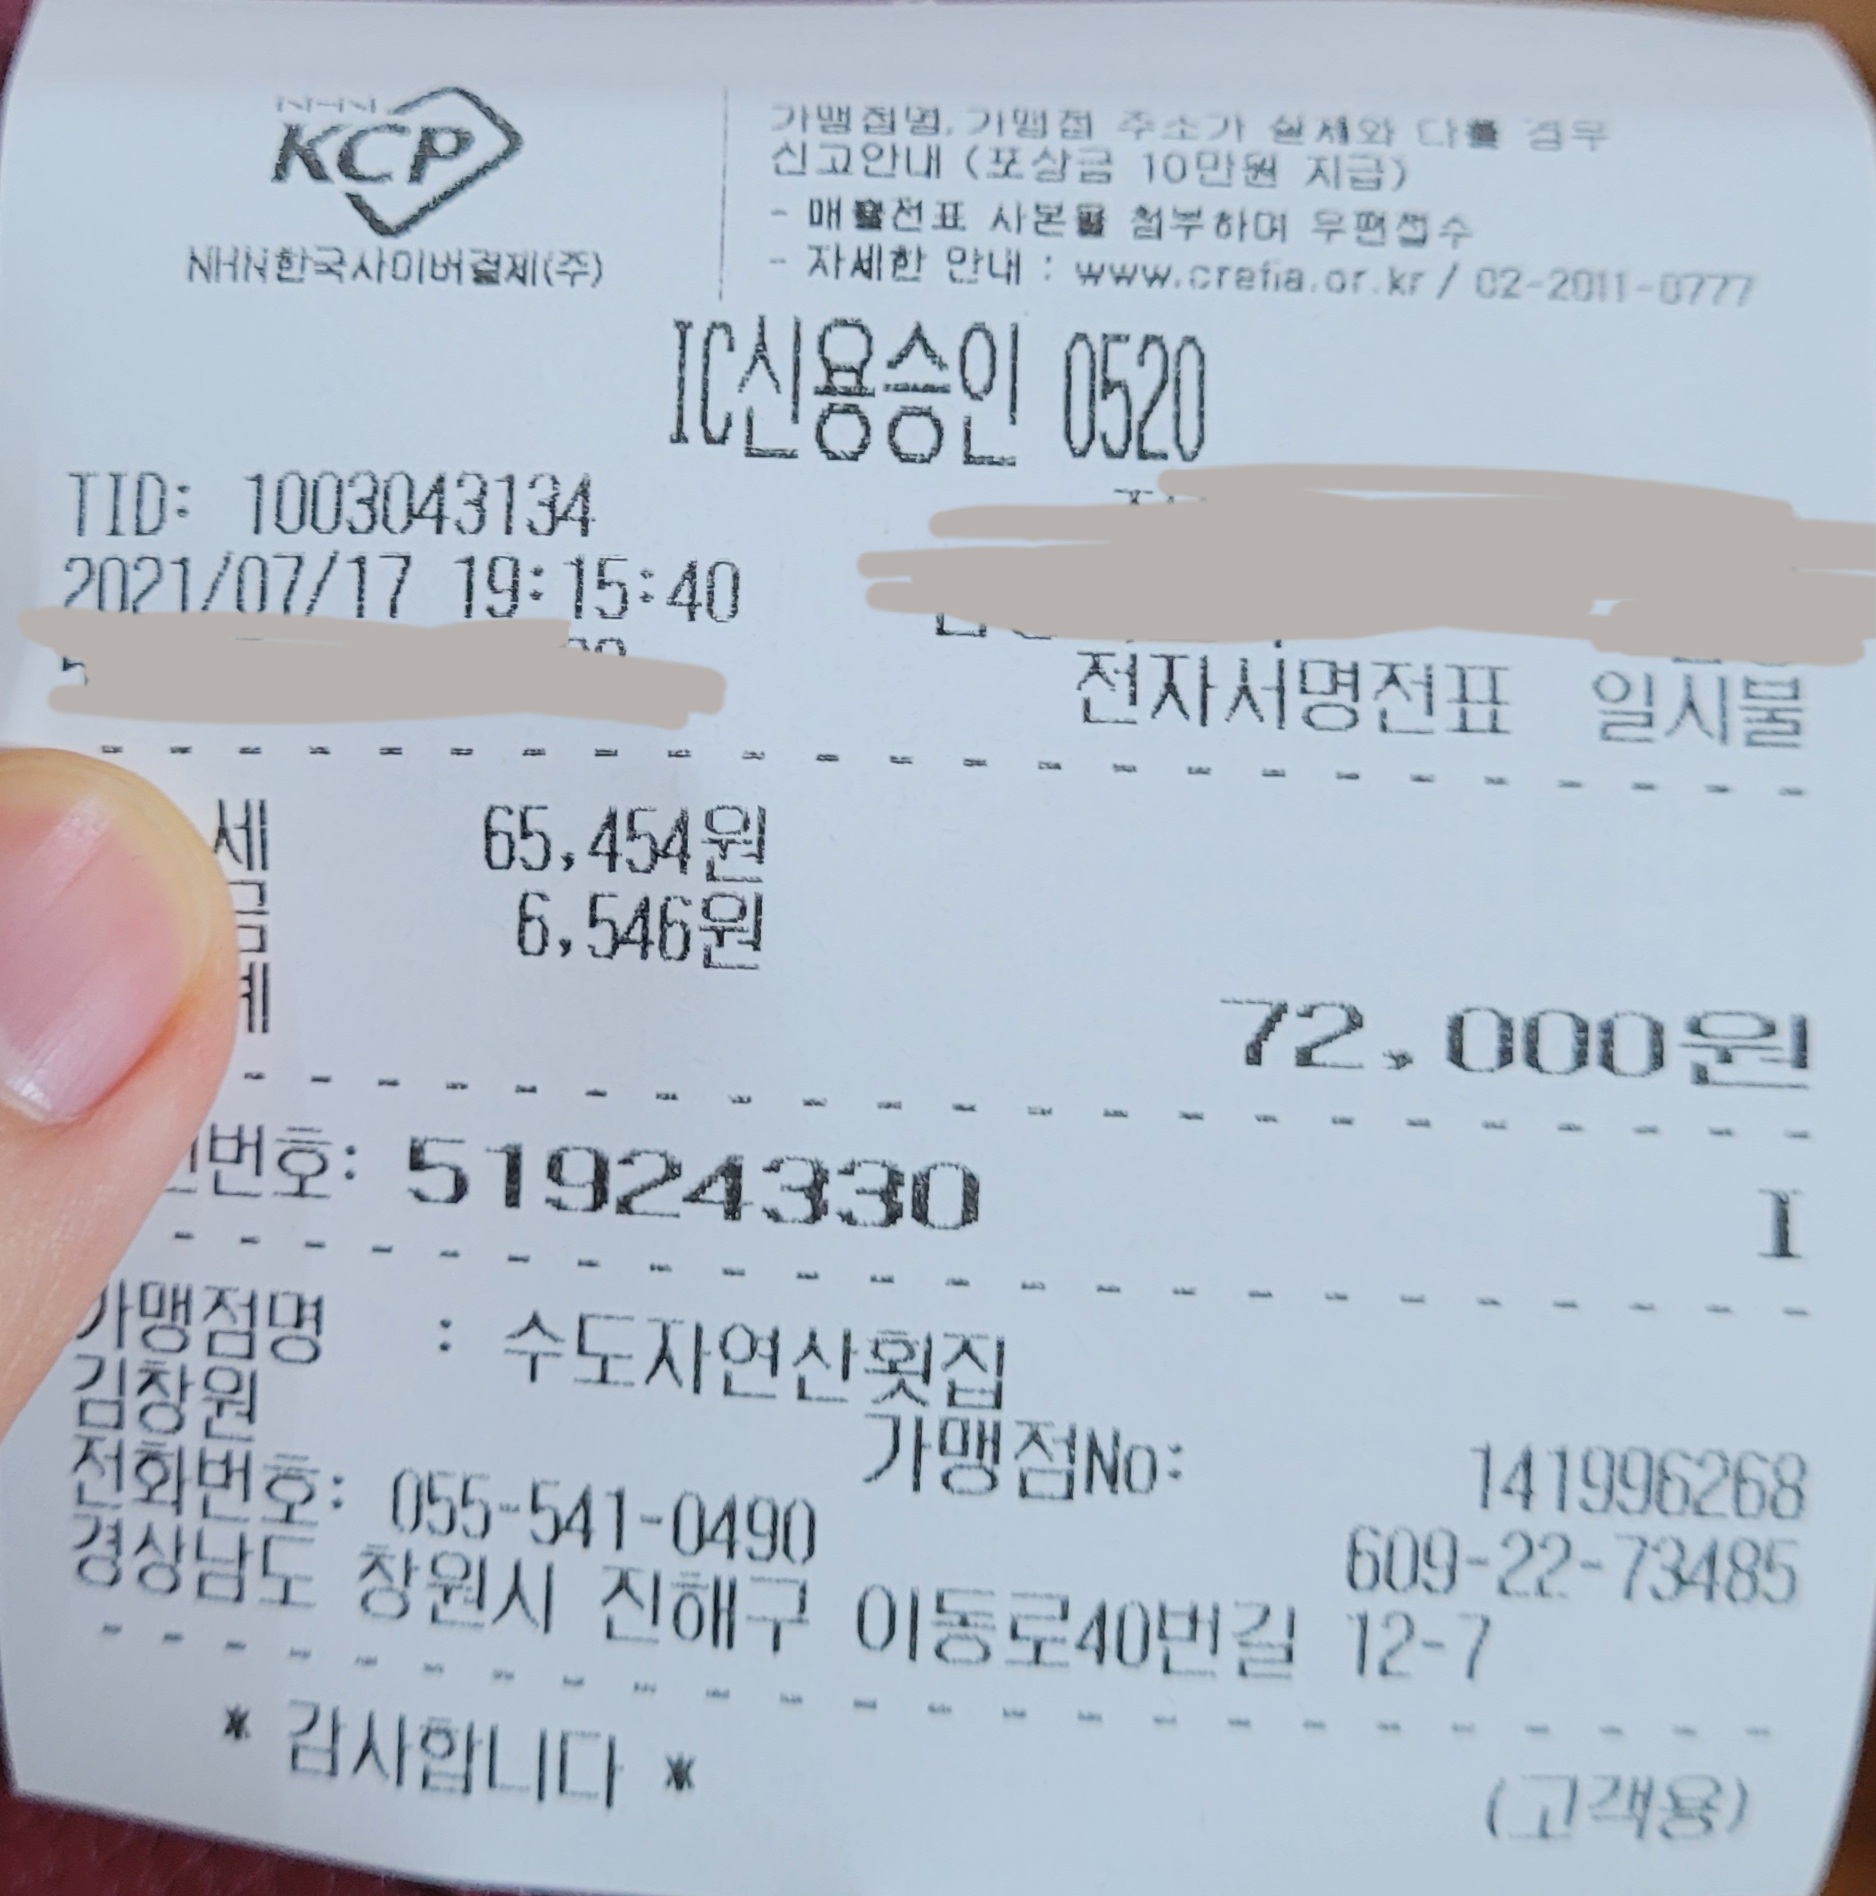 NHN
KCP
NHN한국사이버결제(주)
가맹점명, 가맹점 주소가 실제와 다를 경우
신고안내 (포상금 10만원 지급)
- 매출전표 사본을 첨부하여 우편접수
- 자세한 안내 : www.crefia.or.kr / 02-2011-0777
IC신용승인 0520
TID: 1003043134
2021/07/17 19:15:40
전자서명전표 일시불
세 65,454원
금 6,546원
계 72,000원
번호: 51924330 I
가맹점명 : 수도자연산횟집
김창원 가맹점No: 141996268
전화번호: 055-541-0490 609-22-73485
경상남도 창원시 진해구 이동로40번길 12-7
* 감사합니다 *
(고객용)